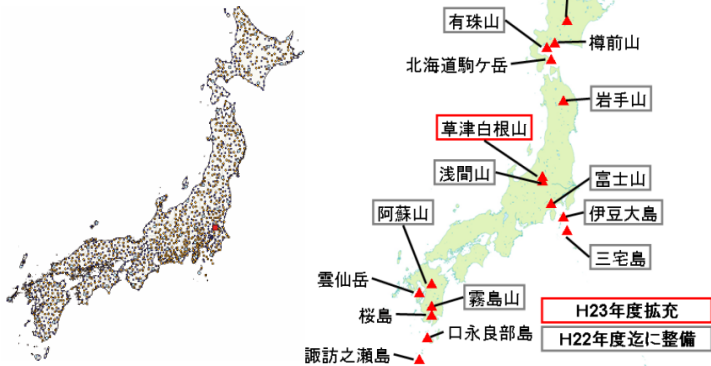 有珠山
樽前山
北海道駒ケ岳
岩手山
草津白根山
浅間山
富士山
阿蘇山
伊豆大島
三宅島
雲仙岳
霧島山
桜島
H23年度拡充
口永良部島
H22年度迄に整備
諏訪之瀬島